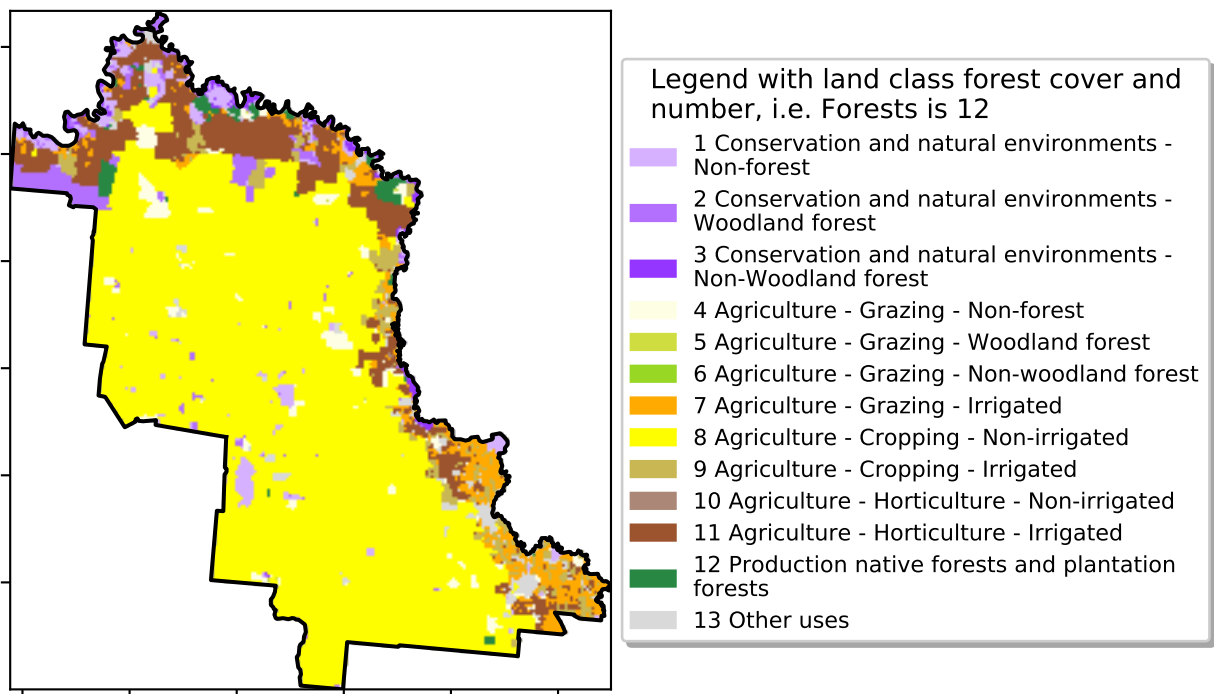 Legend with land class forest cover and
number, i.e. Forests is 12
1 Conservation and natural environments -
Non-forest
2 Conservation and natural environments -
Woodland forest
3 Conservation and natural environments -
Non-Woodland forest
4 Agriculture - Grazing - Non-forest
5 Agriculture - Grazing - Woodland forest
6 Agriculture - Grazing - Non-woodland forest
7 Agriculture - Grazing - Irrigated
8 Agriculture - Cropping - Non-irrigated
9 Agriculture - Cropping - Irrigated
10 Agriculture - Horticulture - Non-irrigated
11 Agriculture - Horticulture - Irrigated
12 Production native forests and plantation
forests
13 Other uses